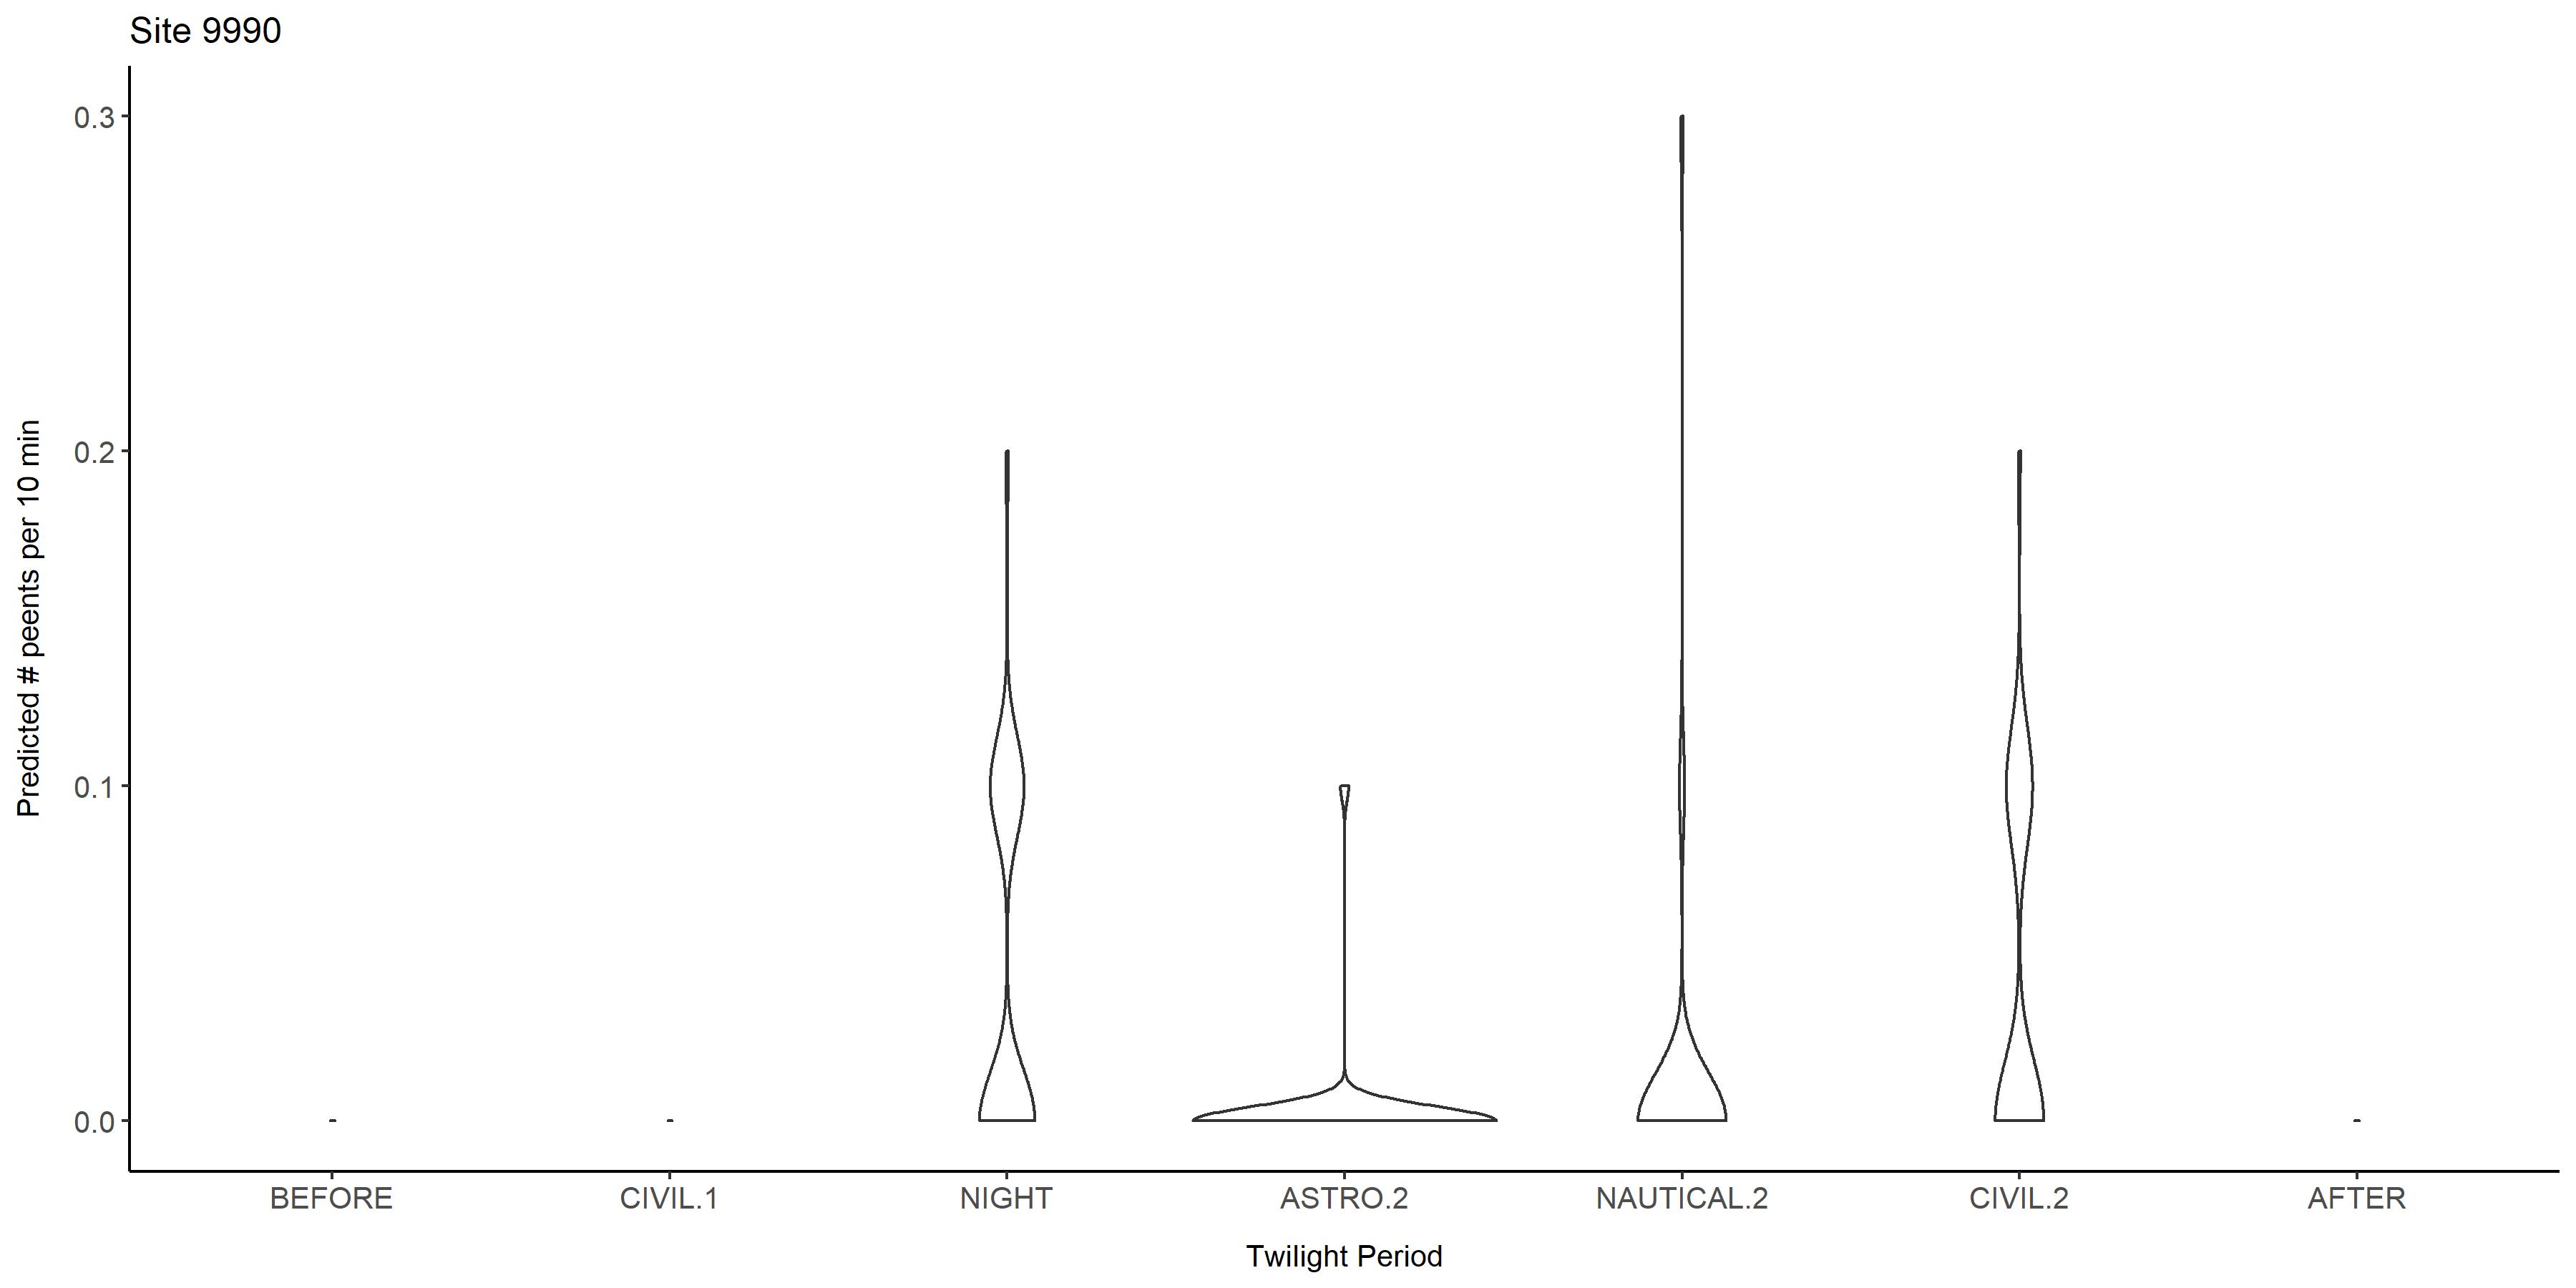 Site 9990
0.3
0.2
0.1
0.0
Predicted # peents per 10 min
BEFORE CIVIL.1 NIGHT ASTRO.2 NAUTICAL.2 CIVIL.2 AFTER
Twilight Period